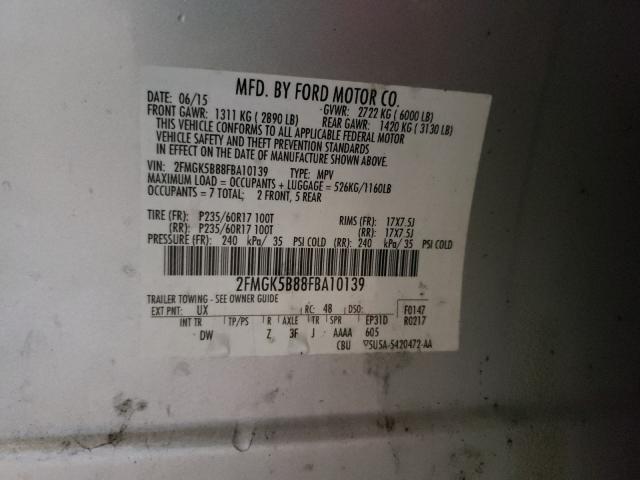 MFD. BY FORD MOTOR CO.
DATE: 06/15 GVWR: 2722 KG ( 6000 LB)
FRONT GAWR: 1311 KG ( 2890 LB) REAR GAWR: 1420 KG ( 3130 LB)
THIS VEHICLE CONFORMS TO ALL APPLICABLE FEDERAL MOTOR
VEHICLE SAFETY AND THEFT PREVENTION STANDARDS
IN EFFECT ON THE DATE OF MANUFACTURE SHOWN ABOVE.
VIN: 2FMGK5B88FBA10139 TYPE: MPV
MAXIMUM LOAD = OCCUPANTS + LUGGAGE = 526KG/1160LB
OCCUPANTS = 7 TOTAL; 2 FRONT, 5 REAR
TIRE (FR): P235/60R17 100T RIMS (FR): 17X7.5J
(RR): P235/60R17 100T (RR): 17X7.5J
PRESSURE (FR): 240 kPa/ 35 PSI COLD (RR): 240 kPa/ 35 PSI COLD
2FMGK5B88FBA10139
TRAILER TOWING - SEE OWNER GUIDE
EXT PNT: UX RC: 48 DSO: F0147
INT TR TP/PS R AXLE TR SPR EP31D R0217
DW Z 3F J AAAA 605
CBU 5U5A-5420472-AA